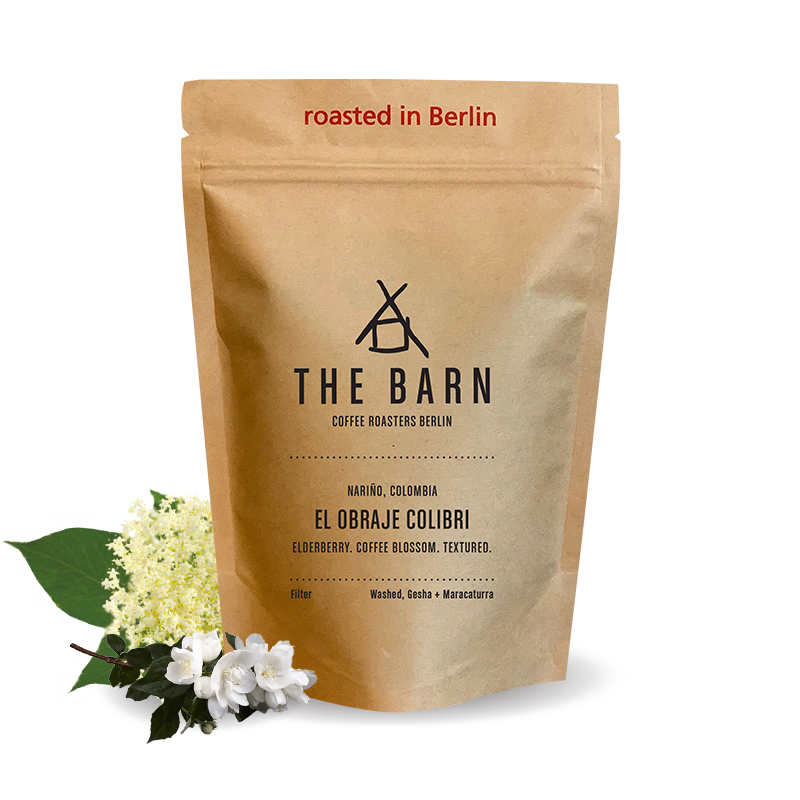 roasted in Berlin
THE BARN
COFFEE ROASTERS BERLIN
NARIÑO, COLOMBIA
EL OBRAJE COLIBRI
ELDERBERRY. COFFEE BLOSSOM. TEXTURED.
Filter Washed, Gesha + Maracaturra